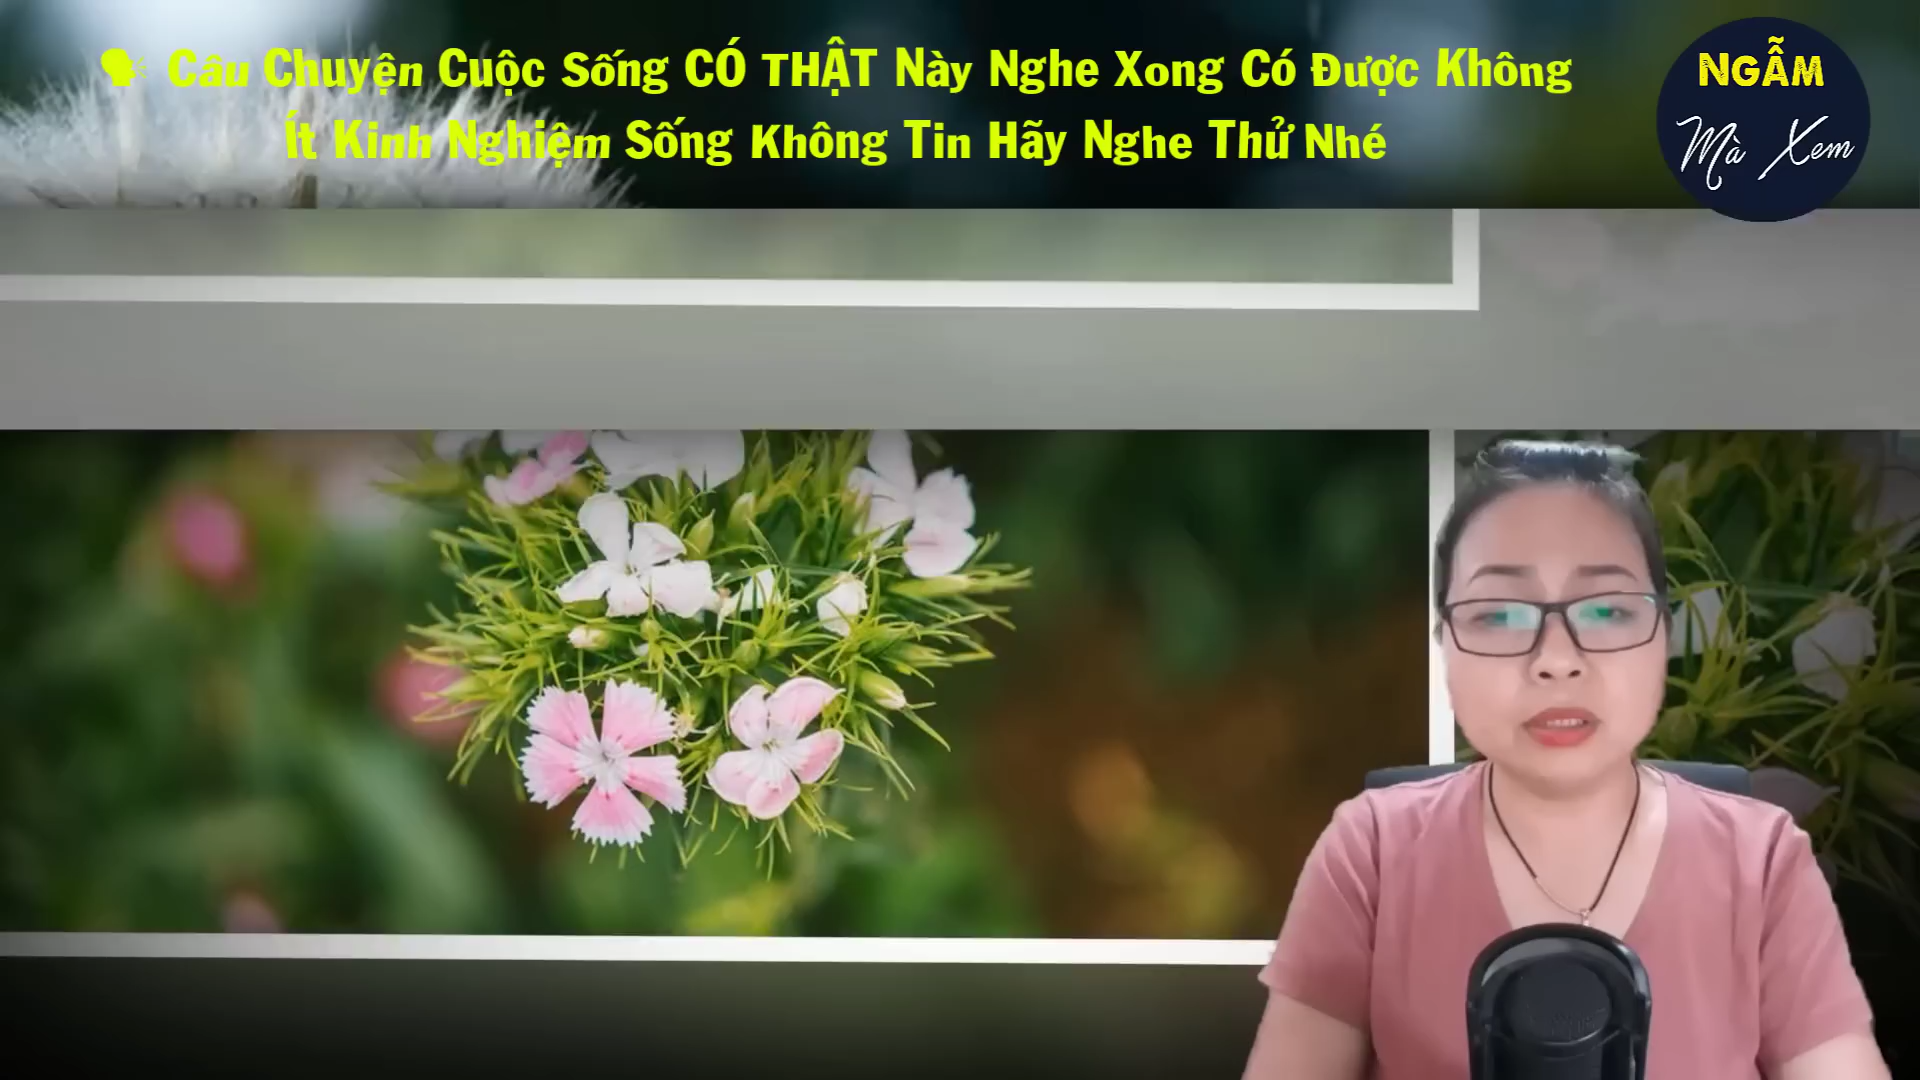 Câu Chuyện Cuộc Sống CÓ THẬT Này Nghe Xong Có Được Không
Ít Kinh Nghiệm Sống Không Tin Hãy Nghe Thử Nhé
NGẪM
Mà Xem